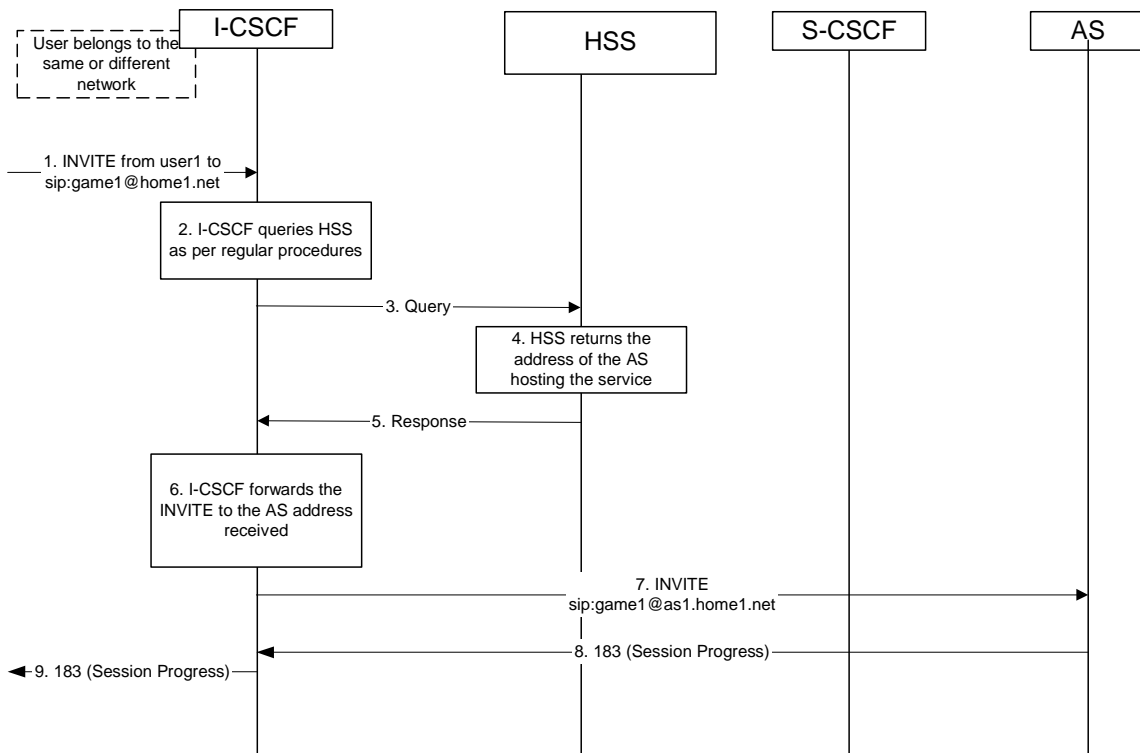 I-CSCF
HSS
S-CSCF
AS
User belongs to the
same or different
network
1. INVITE from user1 to
sip:game1@home1.net
2. I-CSCF queries HSS
as per regular procedures
3. Query
4. HSS returns the
address of the AS
hosting the service
5. Response
6. I-CSCF forwards the
INVITE to the AS address
received
7. INVITE
sip:game1@as1.home1.net
8. 183 (Session Progress)
9. 183 (Session Progress)